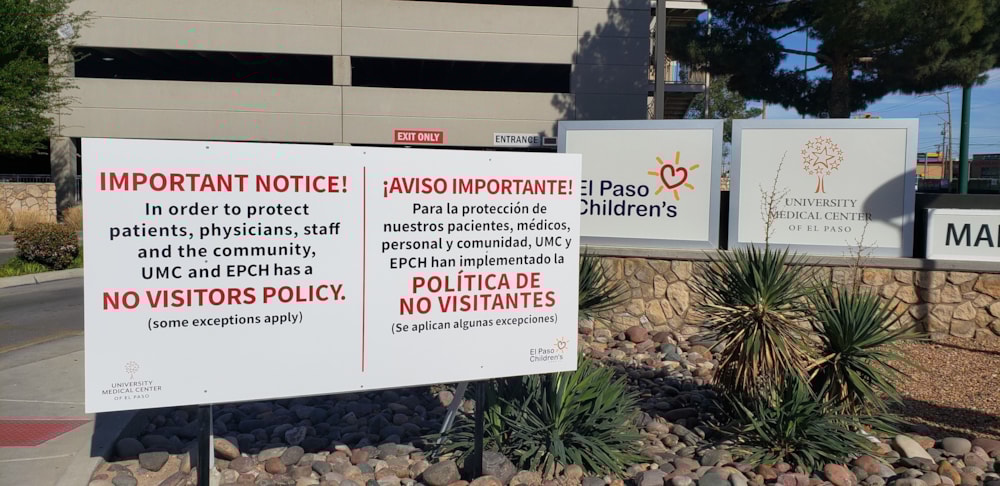 EXIT ONLY
ENTRANCE
IMPORTANT NOTICE!
In order to protect
patients, physicians, staff
and the community,
UMC and EPCH has a
NO VISITORS POLICY.
(some exceptions apply)
UNIVERSITY
MEDICAL CENTER
OF EL PASO
¡AVISO IMPORTANTE!
Para la protección de
nuestros pacientes, médicos,
personal y comunidad, UMC y
EPCH han implementado la
POLÍTICA DE
NO VISITANTES
(Se aplican algunas excepciones)
El Paso
Children's
El Paso
Children's
UNIVERSITY
MEDICAL CENTER
OF EL PASO
MA